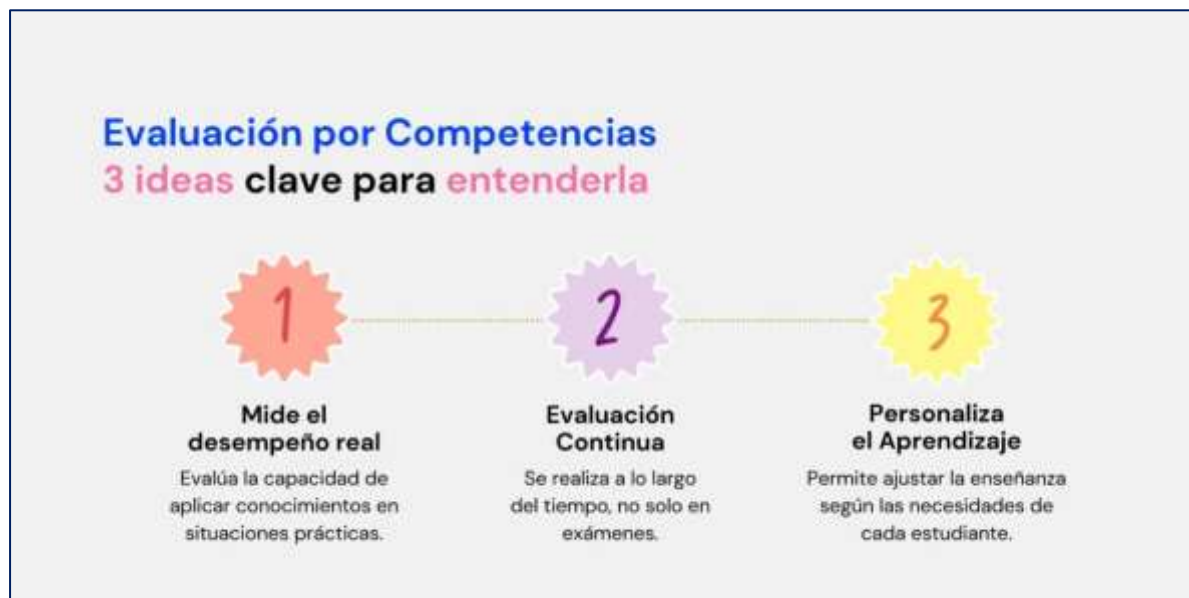 Evaluación por Competencias
3 ideas clave para entenderla
1
2
3
Mide el
desempeño real
Evalúa la capacidad de
aplicar conocimientos en
situaciones prácticas.
Evaluación
Continua
Se realiza a lo largo
del tiempo, no solo en
exámenes.
Personaliza
el Aprendizaje
Permite ajustar la enseñanza
según las necesidades de
cada estudiante.